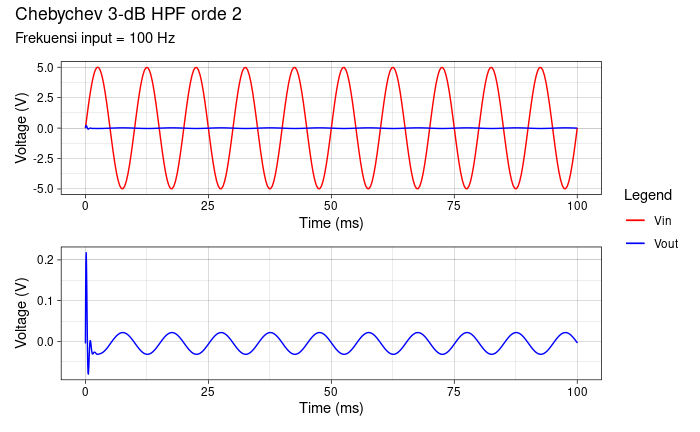 Chebychev 3-dB HPF orde 2
Frekuensi input = 100 Hz
Voltage (V)
5.0
2.5
0.0
-2.5
-5.0
0 25 50 75 100
Time (ms)
Legend
Vin
Vout
Voltage (V)
0.2
0.1
0.0
0 25 50 75 100
Time (ms)